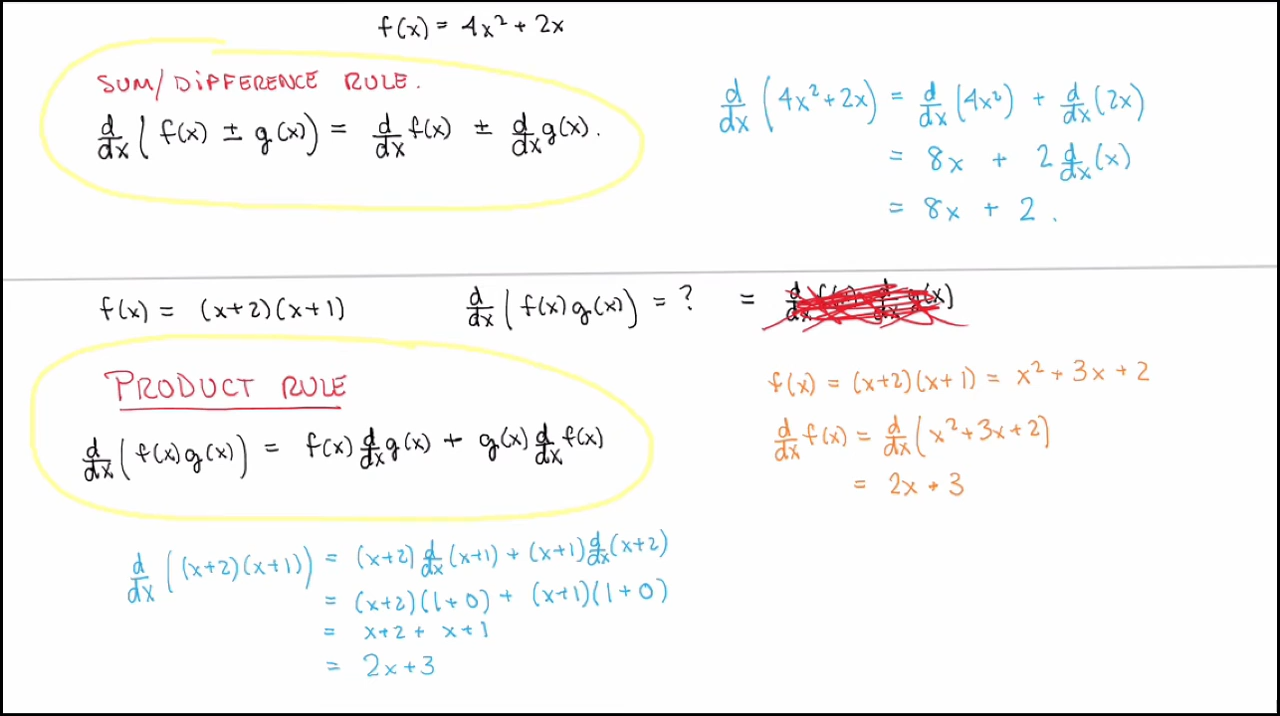 f(x) = 4x² + 2x
SUM/DIFFERENCE RULE.
d/dx (f(x) ± g(x)) = d/dx f(x) ± d/dx g(x).
d/dx (4x² + 2x) = d/dx (4x²) + d/dx (2x)
= 8x + 2 d/dx (x)
= 8x + 2.
f(x) = (x+2)(x+1)
d/dx (f(x)g(x)) = ? = d/dx f(x) d/dx g(x)
PRODUCT RULE
d/dx (f(x)g(x)) = f(x) d/dx g(x) + g(x) d/dx f(x)
f(x) = (x+2)(x+1) = x² + 3x + 2
d/dx f(x) = d/dx (x² + 3x + 2)
= 2x + 3
d/dx ((x+2)(x+1)) = (x+2) d/dx (x+1) + (x+1) d/dx (x+2)
= (x+2)(1+0) + (x+1)(1+0)
= x+2 + x+1
= 2x+3